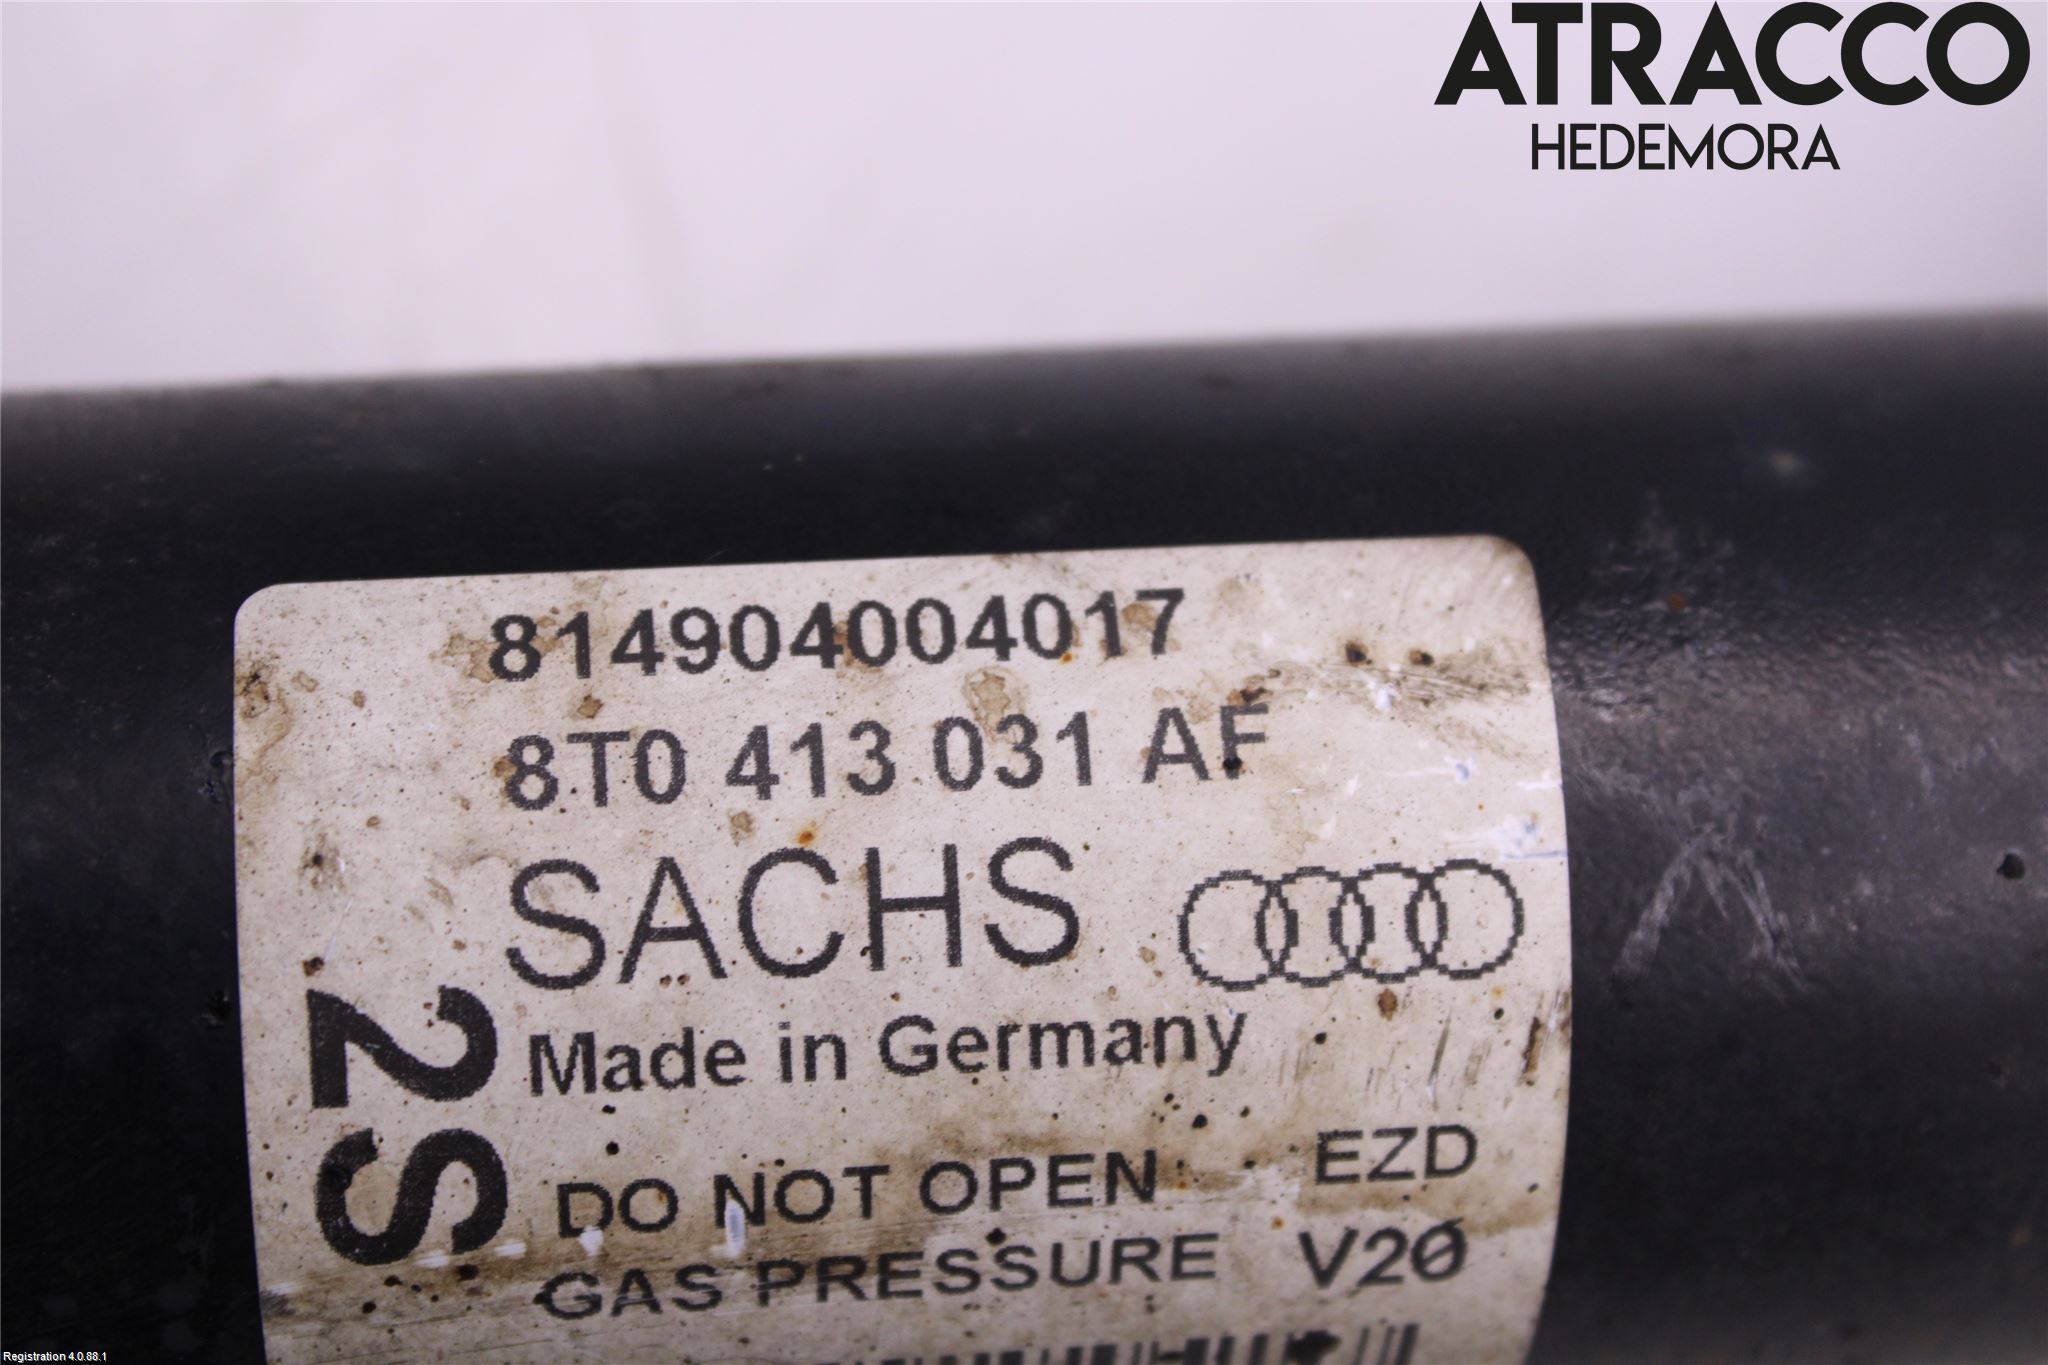 ATRACCO
HEDEMORA
814904004017
8T0 413 031 AF
SACHS
2S
Made in Germany
DO NOT OPEN EZD
GAS PRESSURE V20
Registration 4.0.88.1